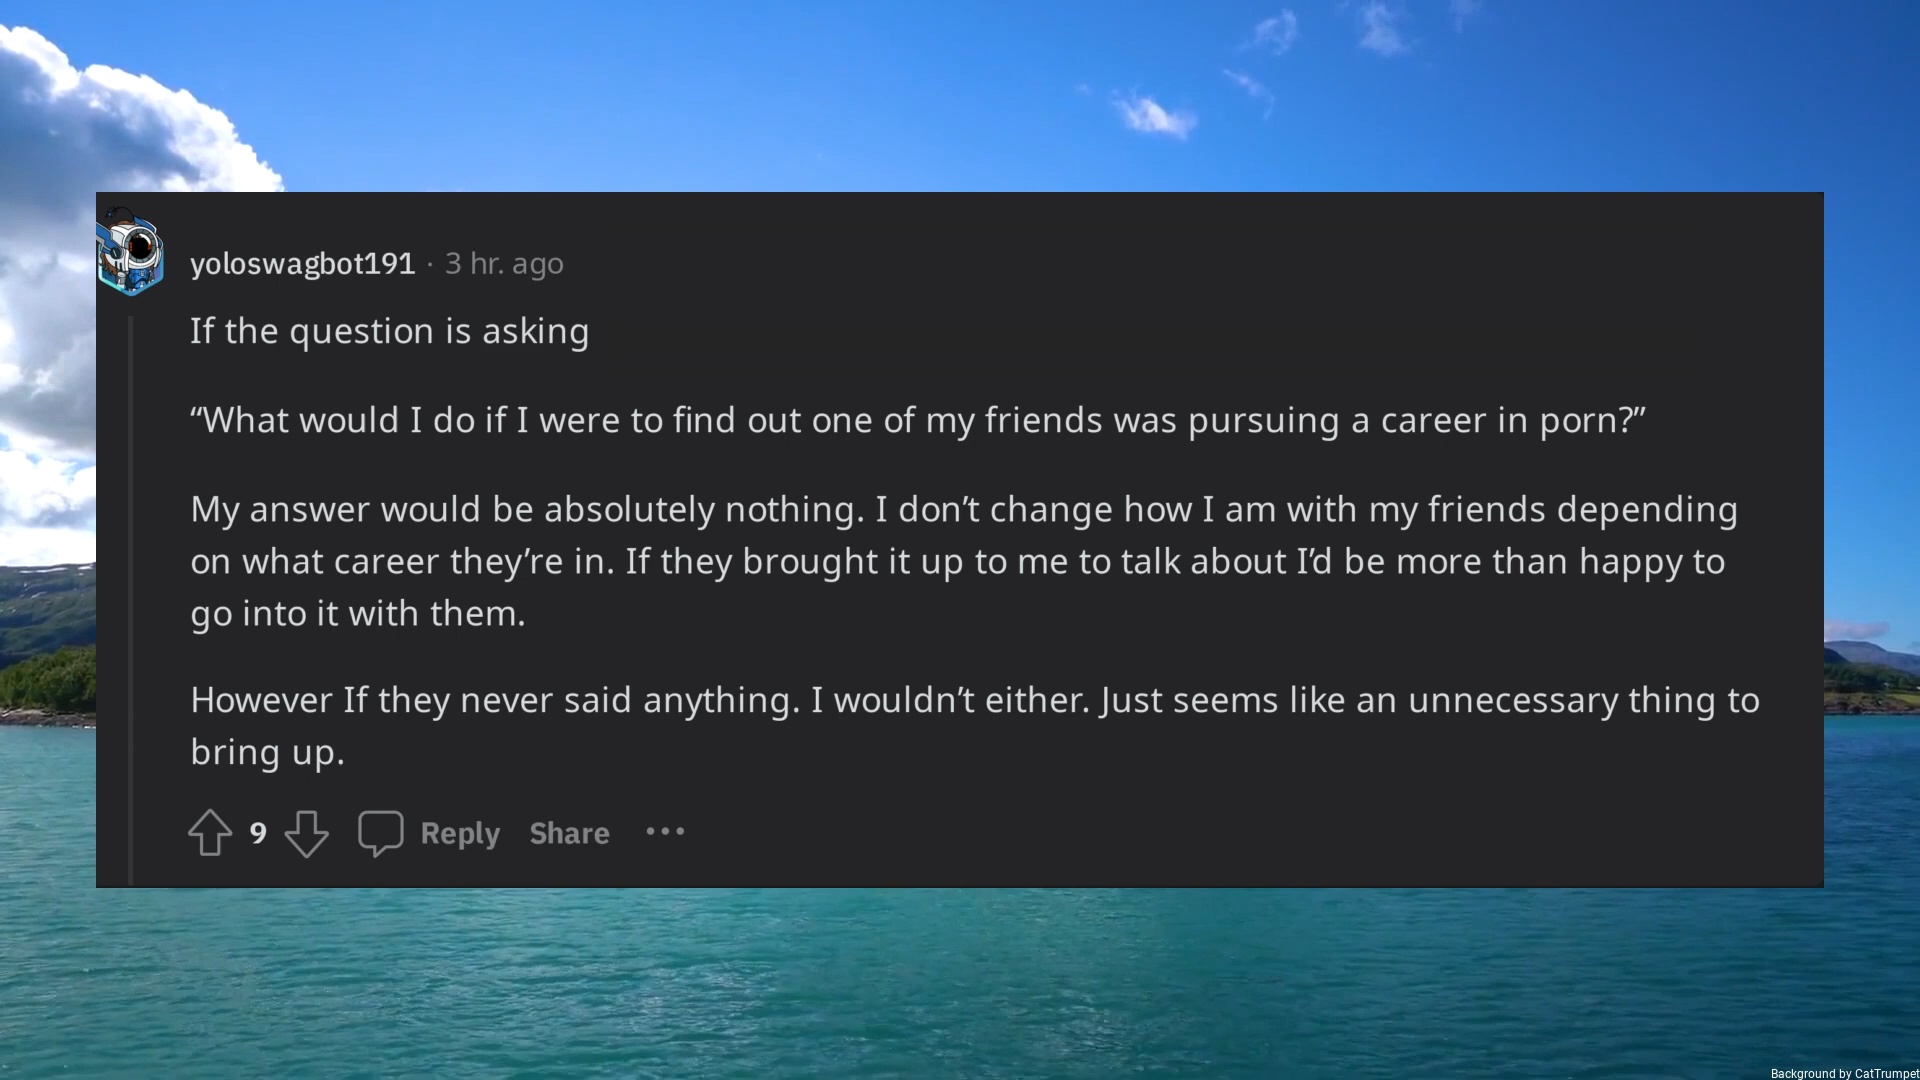 yoloswagbot191 · 3 hr. ago
If the question is asking
“What would I do if I were to find out one of my friends was pursuing a career in porn?”
My answer would be absolutely nothing. I don’t change how I am with my friends depending
on what career they’re in. If they brought it up to me to talk about I’d be more than happy to
go into it with them.
However If they never said anything. I wouldn’t either. Just seems like an unnecessary thing to
bring up.
9 Reply Share ···
Background by CatTrumpet